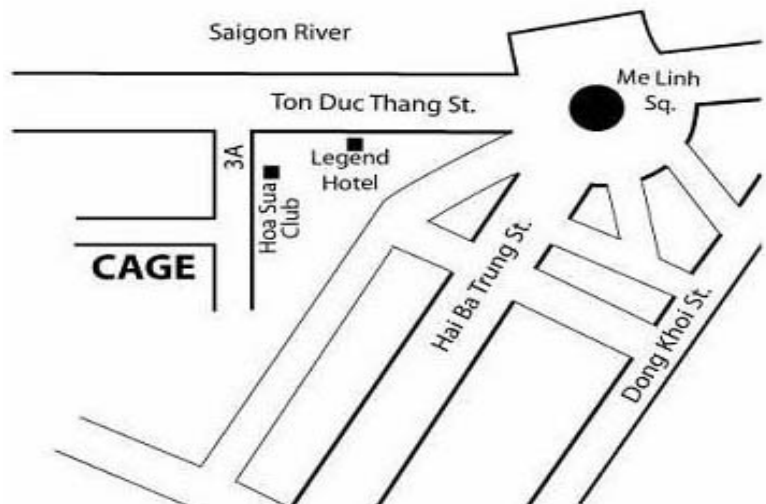 Saigon River
Me Linh
Sq.
Ton Duc Thang St.
3A
Legend
Hotel
Hoa Sua
Club
CAGE
Hai Ba Trung St.
Dong Khoi St.